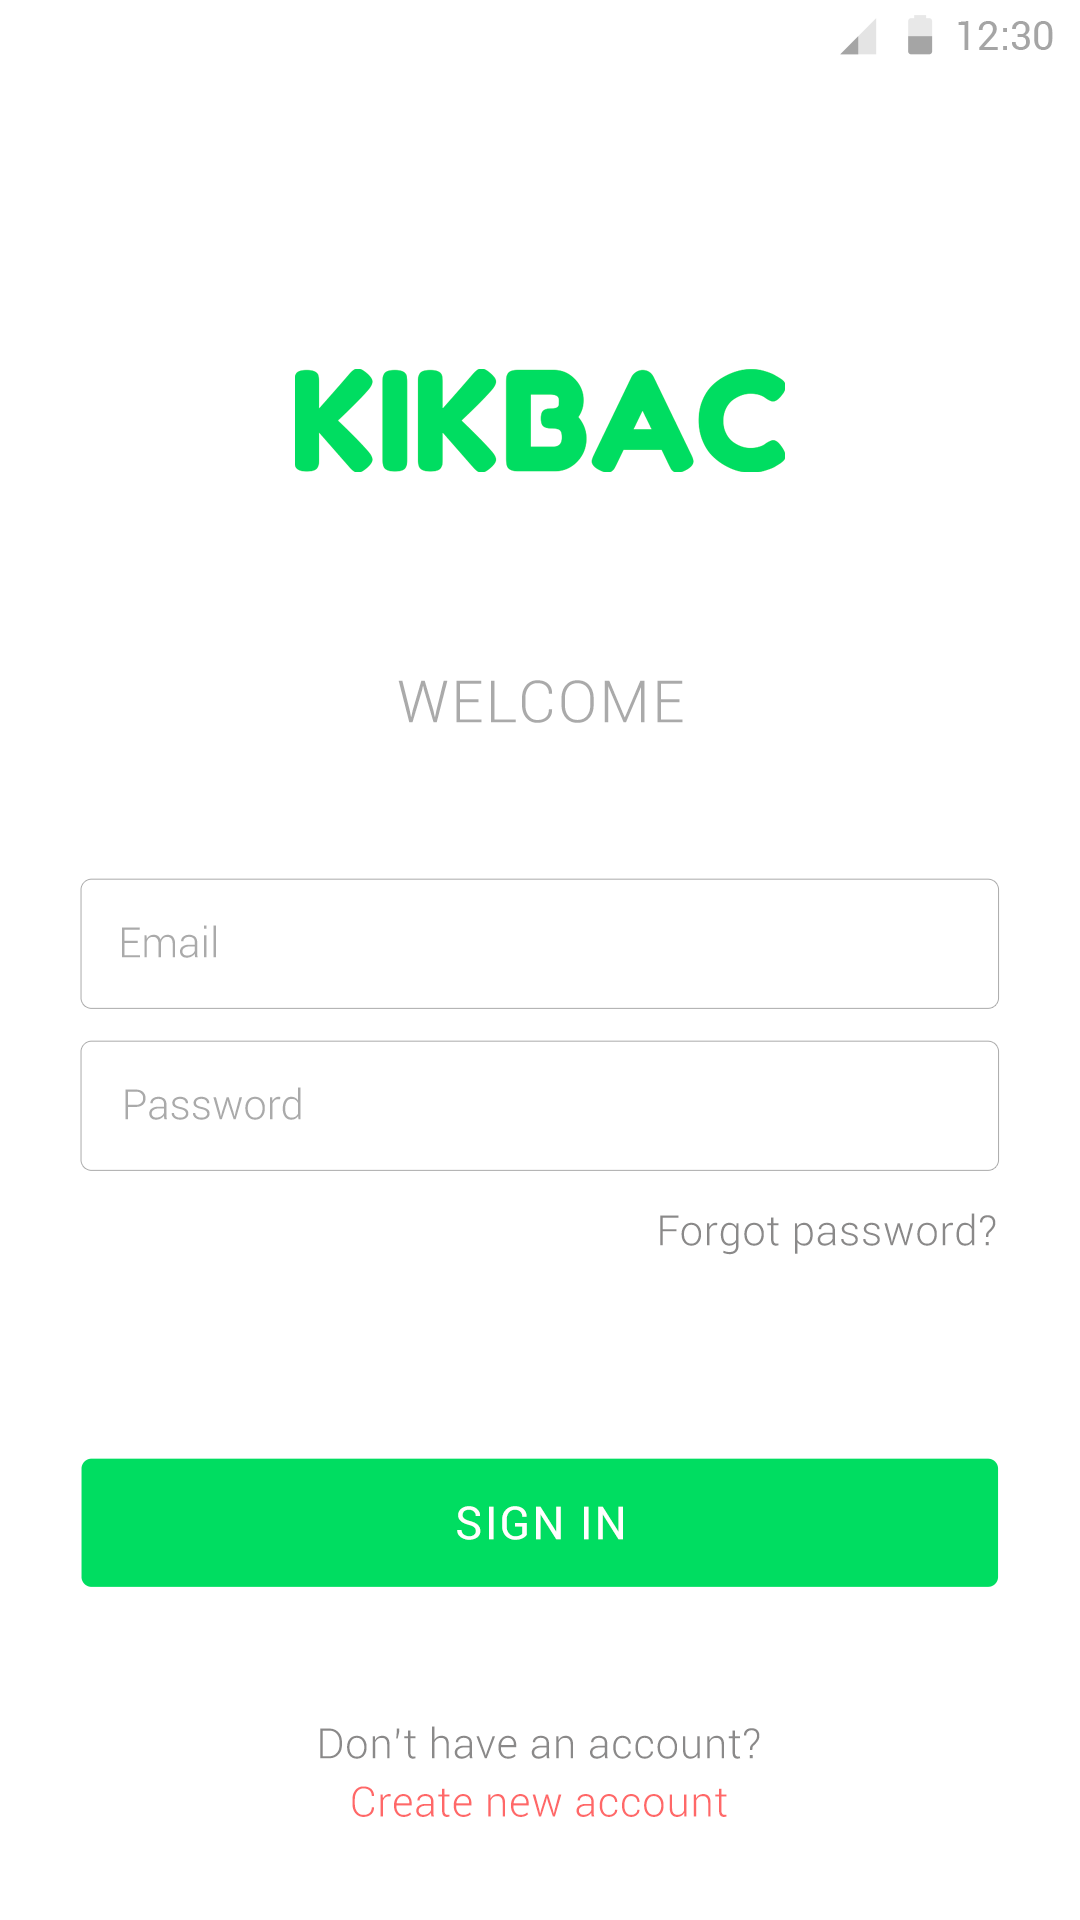 12:30
KIKBAC
WELCOME
Email
Password
Forgot password?
SIGN IN
Don't have an account?
Create new account